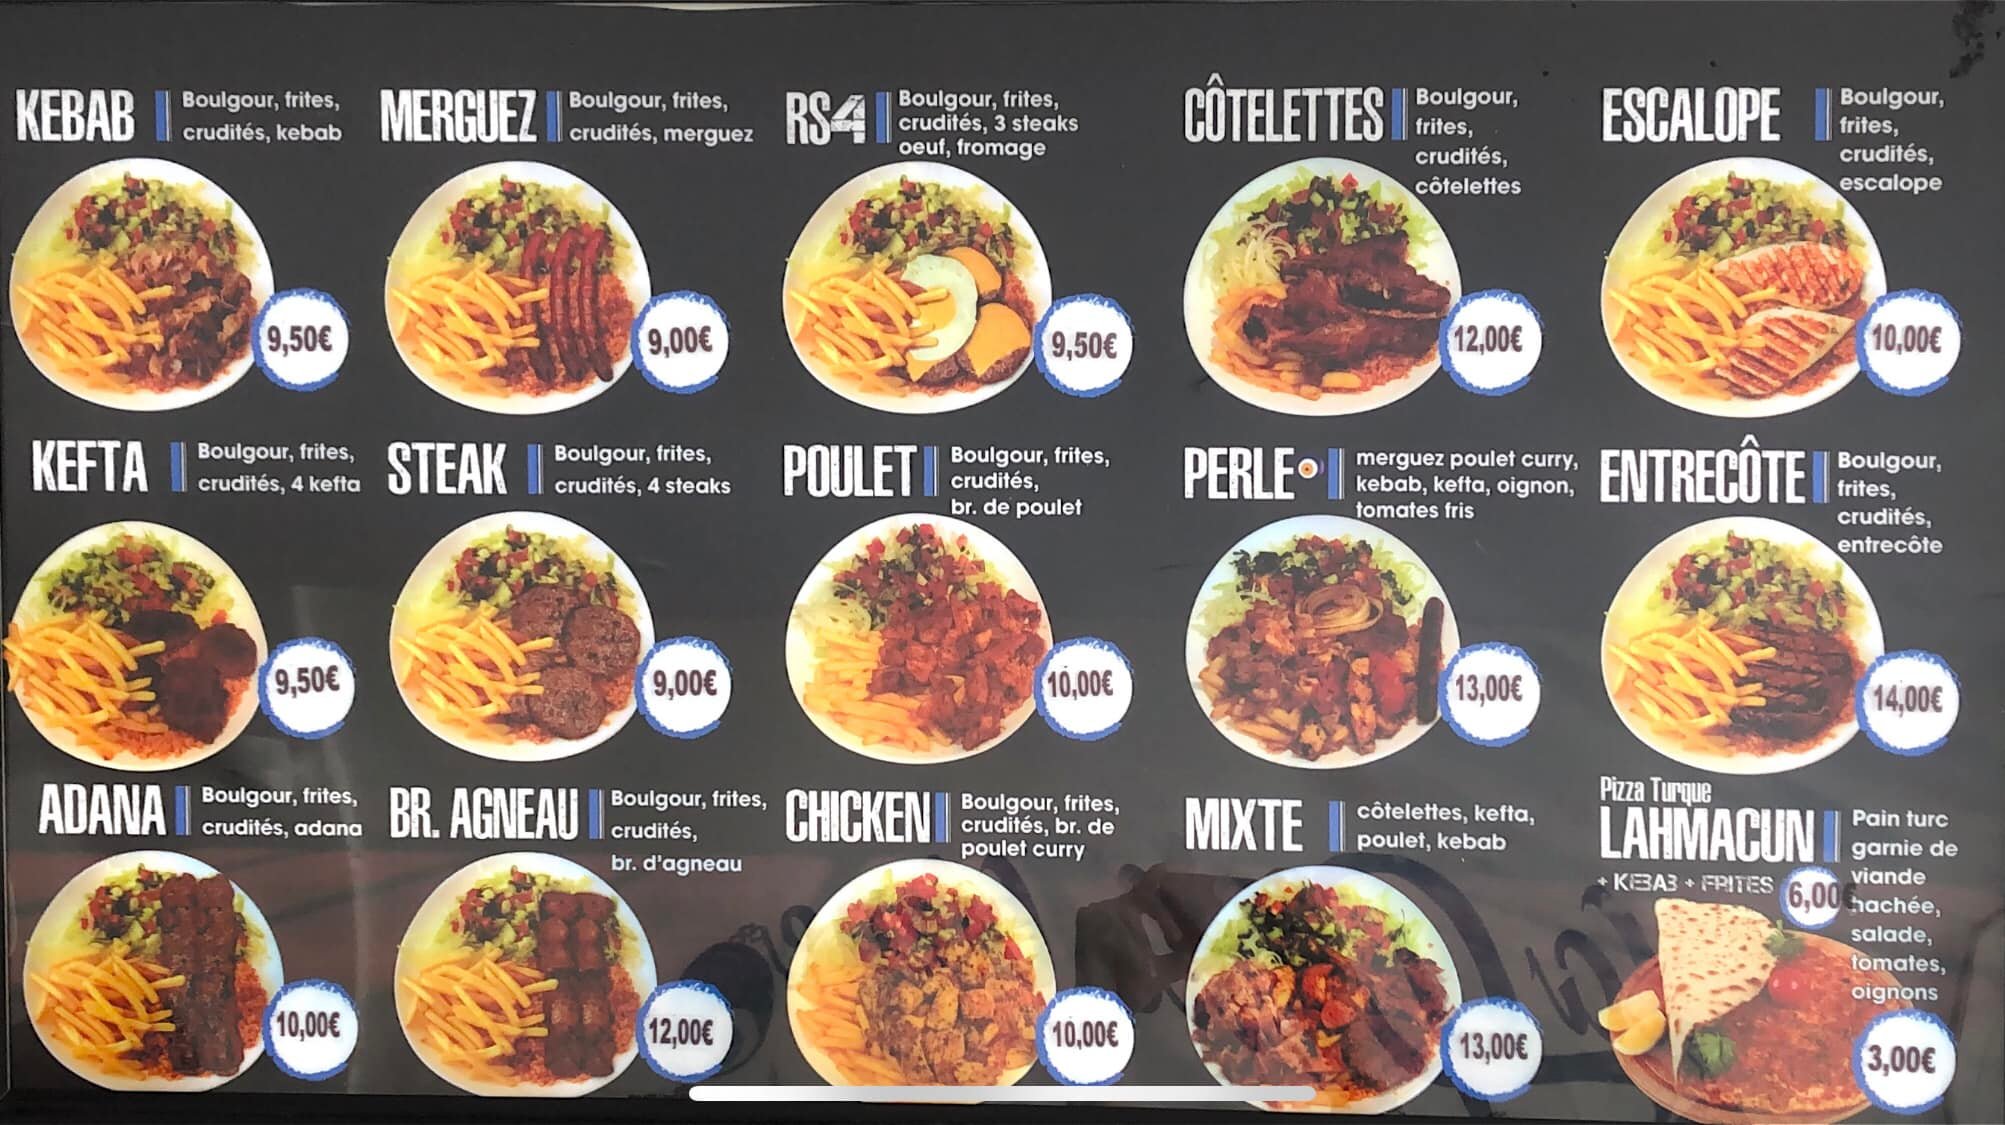 KEBAB
Boulgour, frites,
crudités, kebab
9,50€
MERGUEZ
Boulgour, frites,
crudités, merguez
9,00€
RS4
Boulgour, frites,
crudités, 3 steaks
oeuf, fromage
9,50€
CÔTELETTES
Boulgour,
frites,
crudités,
côtelettes
12,00€
ESCALOPE
Boulgour,
frites,
crudités,
escalope
10,00€
KEFTA
Boulgour, frites,
crudités, 4 kefta
9,50€
STEAK
Boulgour, frites,
crudités, 4 steaks
9,00€
POULET
Boulgour, frites,
crudités,
br. de poulet
10,00€
PERLE
merguez poulet curry,
kebab, kefta, oignon,
tomates fris
13,00€
ENTRECÔTE
Boulgour,
frites,
crudités,
entrecôte
14,00€
ADANA
Boulgour, frites,
crudités, adana
10,00€
BR. AGNEAU
Boulgour, frites,
crudités,
br. d'agneau
12,00€
CHICKEN
Boulgour, frites,
crudités, br. de
poulet curry
10,00€
MIXTE
côtelettes, kefta,
poulet, kebab
13,00€
Pizza Turque
LAHMACUN
+ KEBAB + FRITES 6,00€
Pain turc
garnie de
viande
hachée,
salade,
tomates,
oignons
3,00€